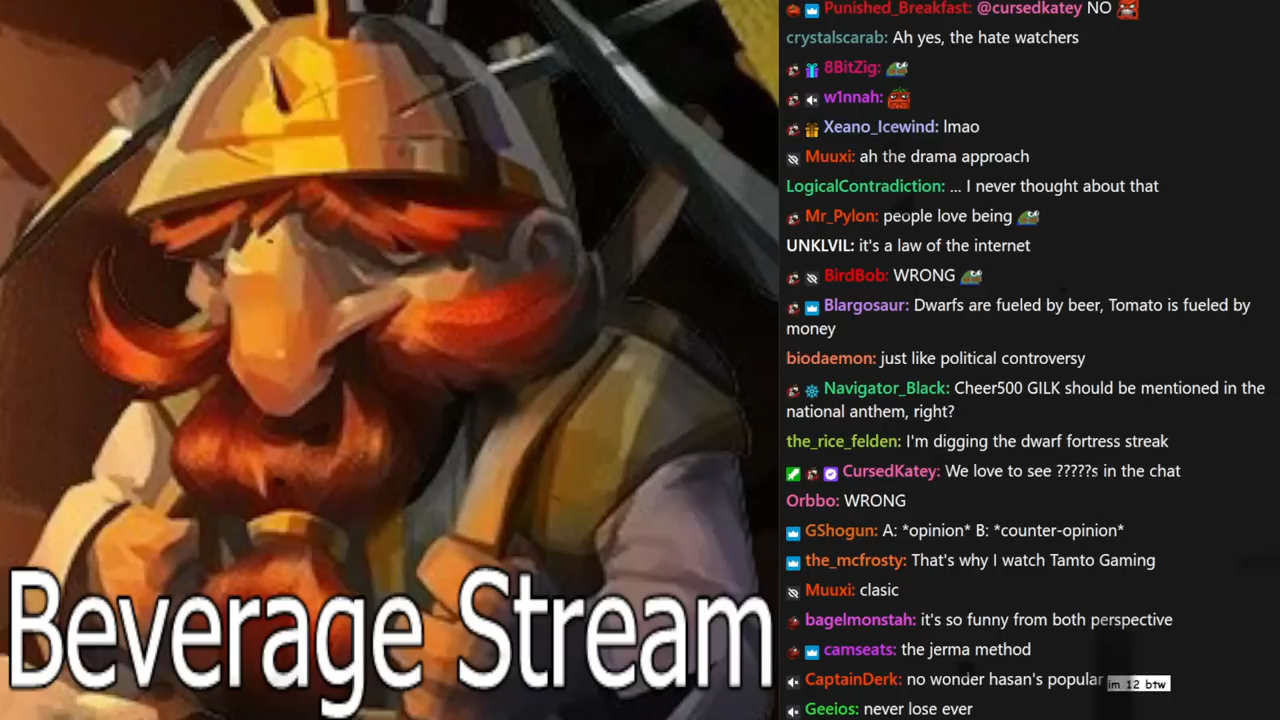 Punished_Breakfast: @cursedkatey NO
crystalscarab: Ah yes, the hate watchers
8BitZig:
w1nnah:
Xeano_Icewind: lmao
Muuxi: ah the drama approach
LogicalContradiction: ... I never thought about that
Mr_Pylon: people love being
UNKLVIL: it's a law of the internet
BirdBob: WRONG
Blargosaur: Dwarfs are fueled by beer, Tomato is fueled by
money
biodaemon: just like political controversy
Navigator_Black: Cheer500 GILK should be mentioned in the
national anthem, right?
the_rice_felden: I'm digging the dwarf fortress streak
CursedKatey: We love to see ?????s in the chat
Orbbo: WRONG
GShogun: A: *opinion* B: *counter-opinion*
the_mcfrosty: That's why I watch Tamto Gaming
Muuxi: clasic
bagelmonstah: it's so funny from both perspective
camseats: the jerma method
CaptainDerk: no wonder hasan's popular im 12 btw
Geeios: never lose ever
Beverage Stream